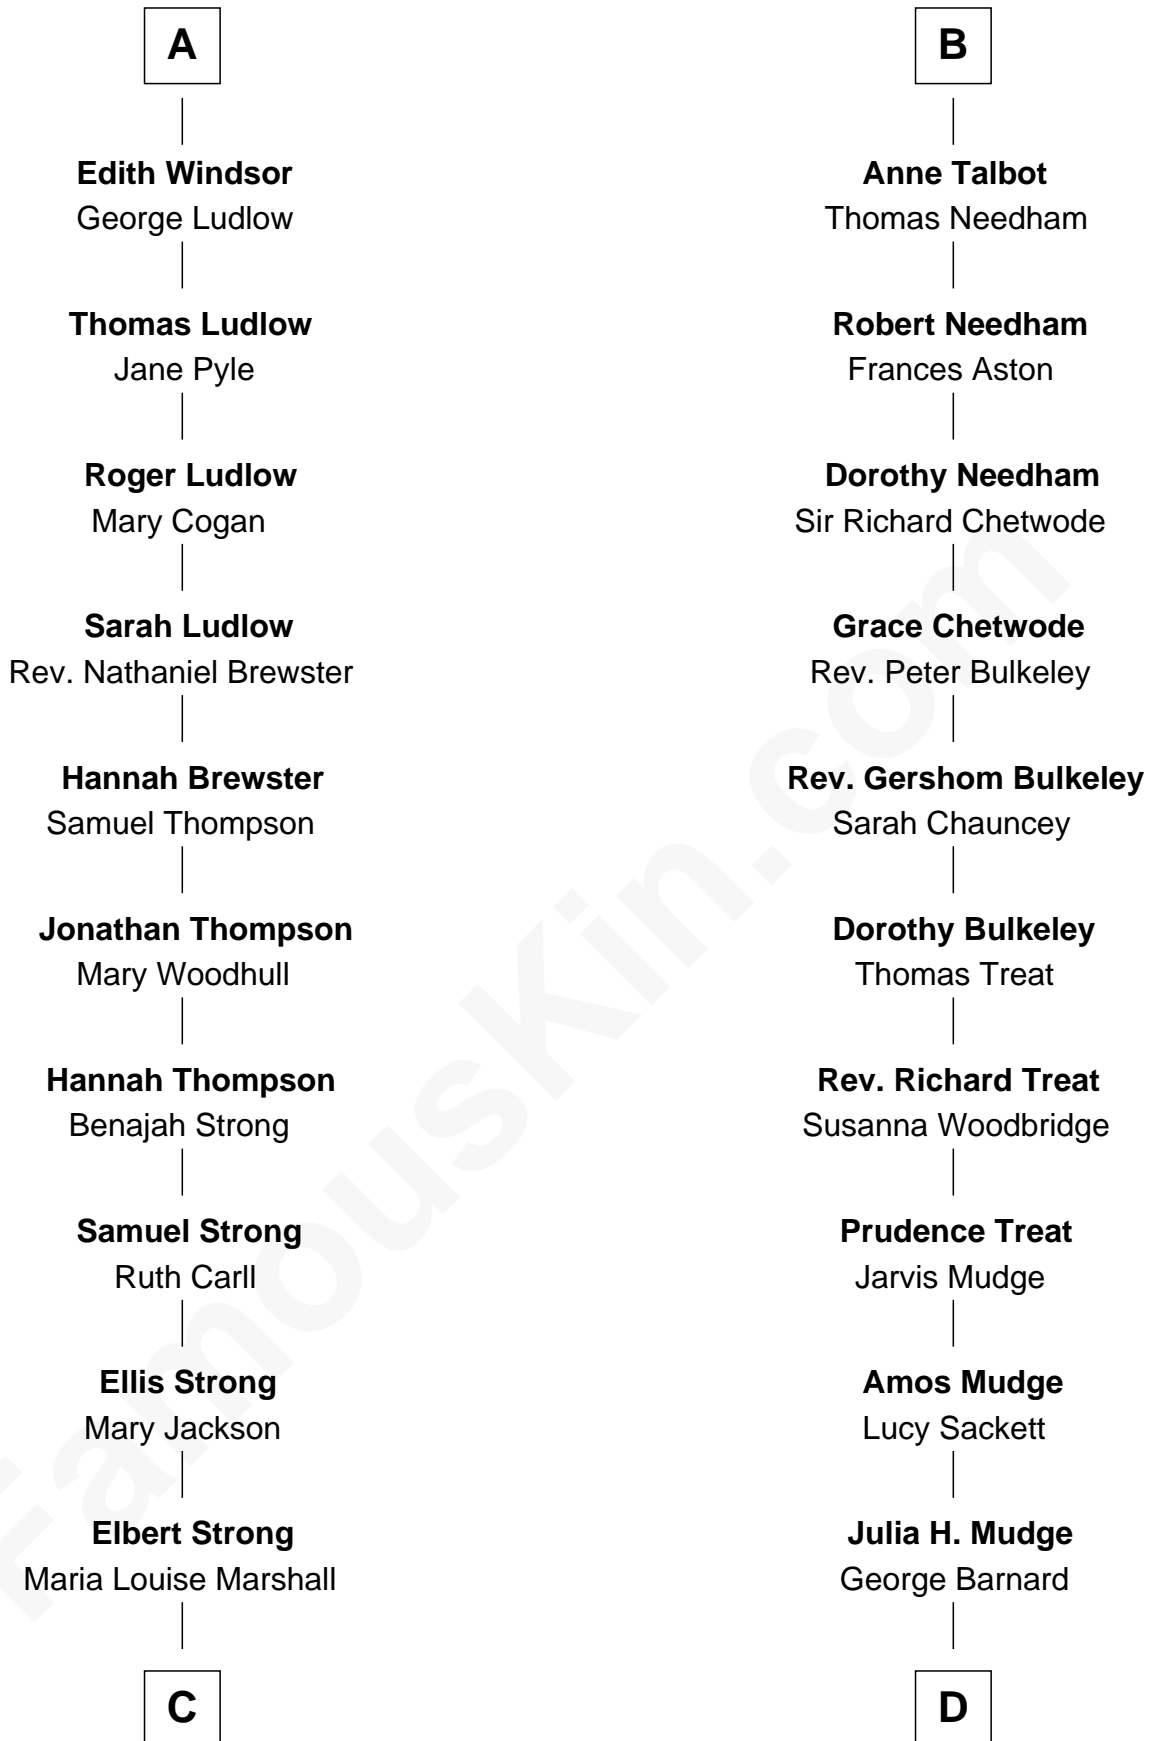 A
Edith Windsor
George Ludlow
Thomas Ludlow
Jane Pyle
Roger Ludlow
Mary Cogan
Sarah Ludlow
Rev. Nathaniel Brewster
Hannah Brewster
Samuel Thompson
Jonathan Thompson
Mary Woodhull
Hannah Thompson
Benajah Strong
Samuel Strong
Ruth Carll
Ellis Strong
Mary Jackson
Elbert Strong
Maria Louise Marshall
C
B
Anne Talbot
Thomas Needham
Robert Needham
Frances Aston
Dorothy Needham
Sir Richard Chetwode
Grace Chetwode
Rev. Peter Bulkeley
Rev. Gershom Bulkeley
Sarah Chauncey
Dorothy Bulkeley
Thomas Treat
Rev. Richard Treat
Susanna Woodbridge
Prudence Treat
Jarvis Mudge
Amos Mudge
Lucy Sackett
Julia H. Mudge
George Barnard
D
FamousKin.com